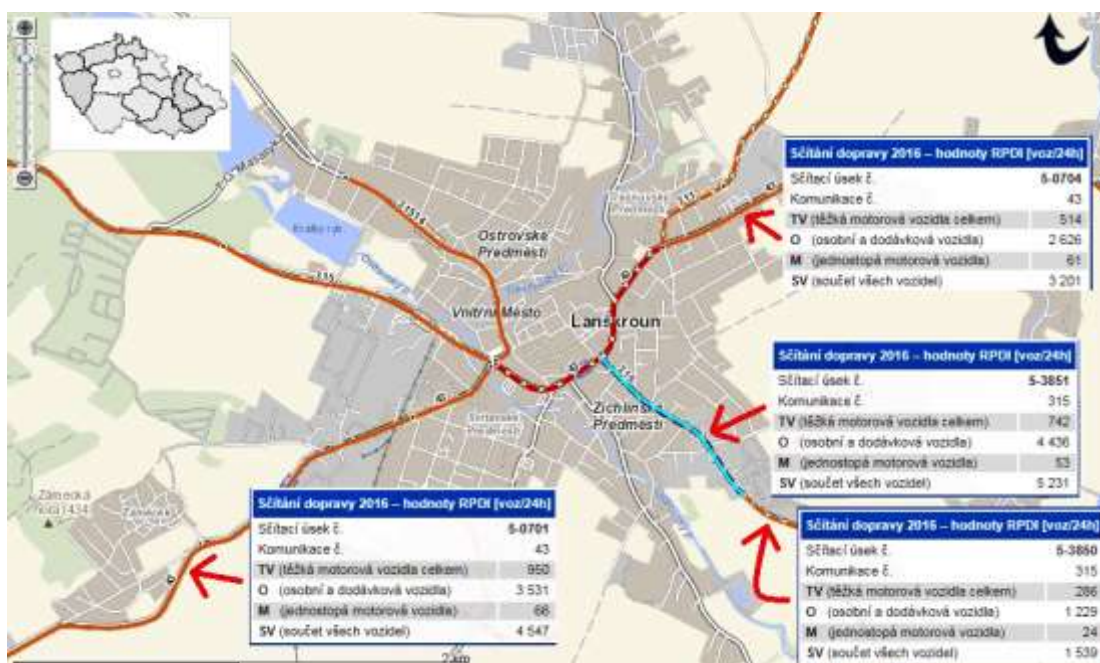 Ostrovské
Předměstí
Vnitřní Město
Lanškroun
Žichlínské
Předměstí
315
43
Sčítání dopravy 2016 – hodnoty RPDI [voz/24h]
Sčítací úsek č. 5-0704
Komunikace č. 43
TV (těžká motorová vozidla celkem) 514
O (osobní a dodávková vozidla) 2 626
M (jednostopá motorová vozidla) 61
SV (součet všech vozidel) 3 201
Sčítání dopravy 2016 – hodnoty RPDI [voz/24h]
Sčítací úsek č. 5-3851
Komunikace č. 315
TV (těžká motorová vozidla celkem) 742
O (osobní a dodávková vozidla) 4 436
M (jednostopá motorová vozidla) 53
SV (součet všech vozidel) 5 231
Sčítání dopravy 2016 – hodnoty RPDI [voz/24h]
Sčítací úsek č. 5-0701
Komunikace č. 43
TV (těžká motorová vozidla celkem) 950
O (osobní a dodávková vozidla) 3 531
M (jednostopá motorová vozidla) 66
SV (součet všech vozidel) 4 547
Sčítání dopravy 2016 – hodnoty RPDI [voz/24h]
Sčítací úsek č. 5-3850
Komunikace č. 315
TV (těžká motorová vozidla celkem) 286
O (osobní a dodávková vozidla) 1 229
M (jednostopá motorová vozidla) 24
SV (součet všech vozidel) 1 539
2 km